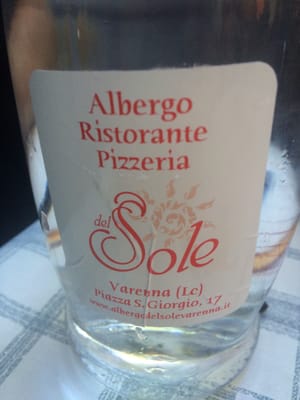 Albergo
Ristorante
Pizzeria
del Sole
Varenna (Lc)
Piazza S. Giorgio, 17
www.albergodelsolevarenna.it